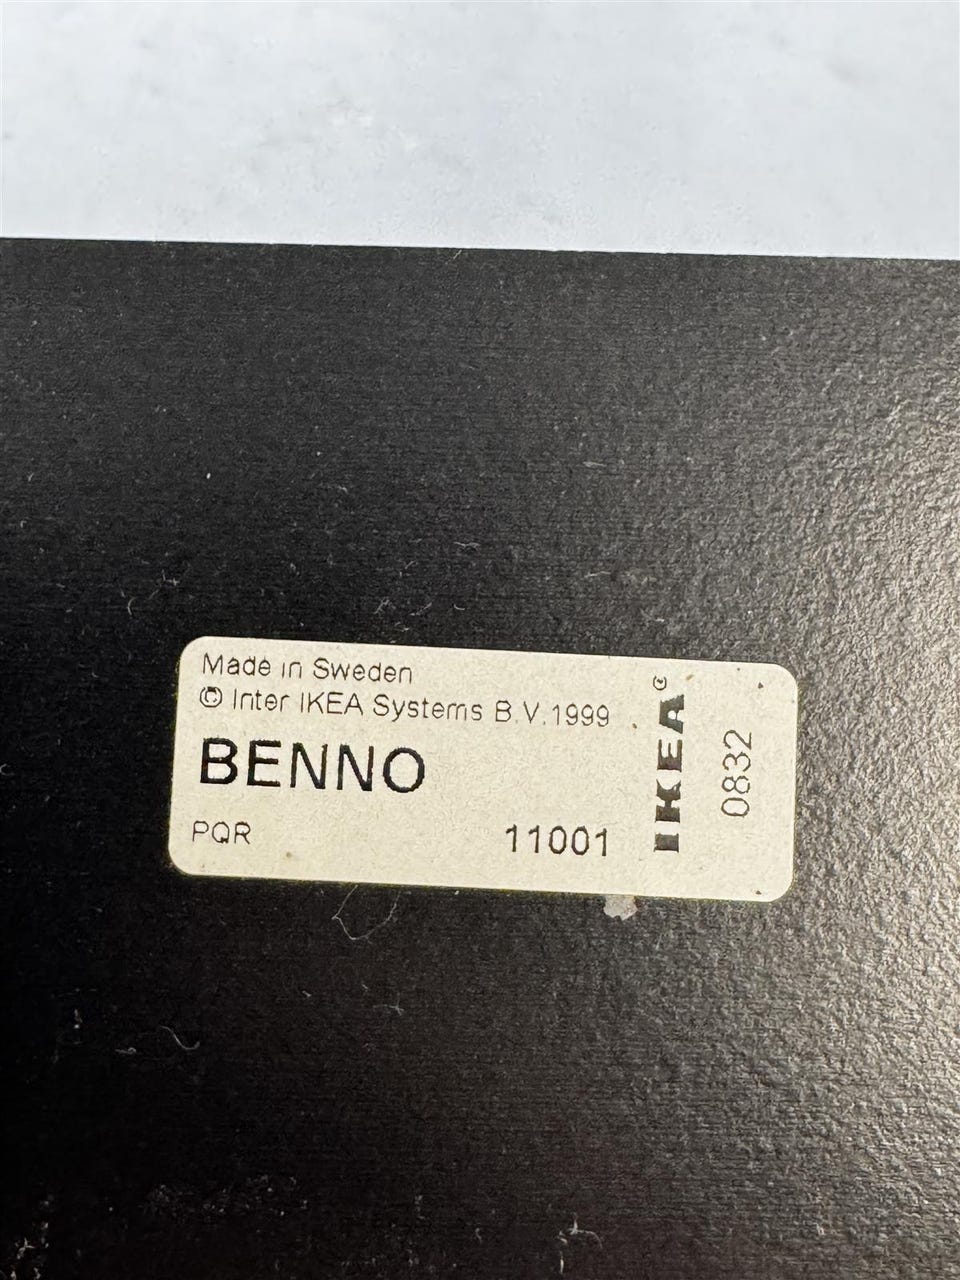 Made in Sweden
© Inter IKEA Systems B.V.1999
BENNO
PQR 11001
IKEA®
0832